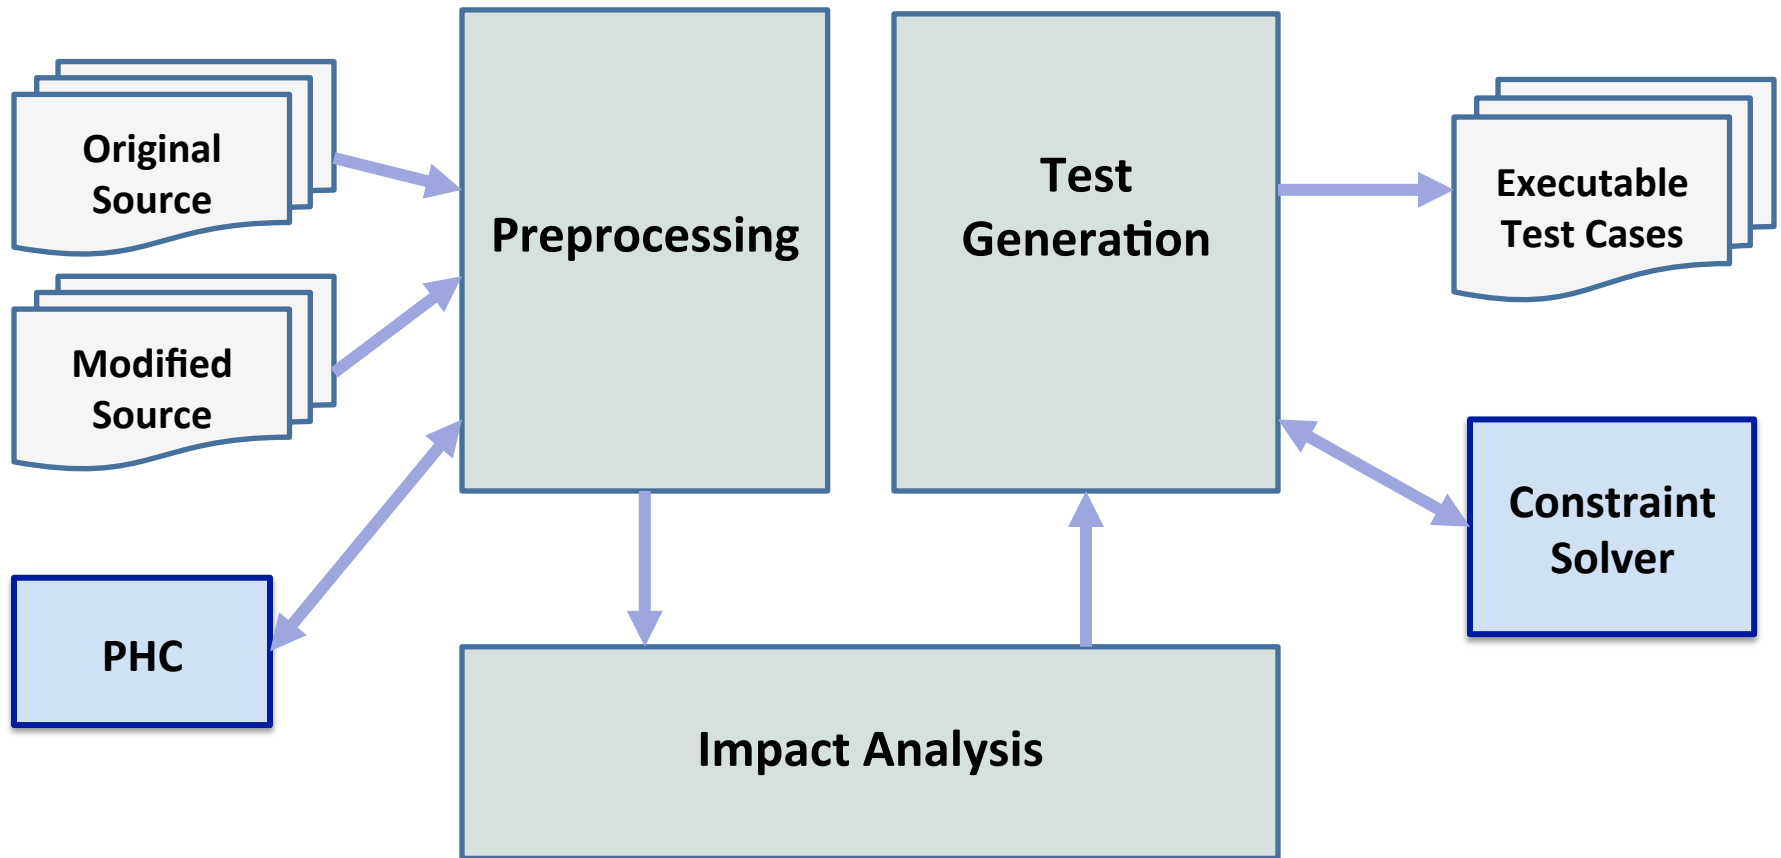 Original
Source
Modified
Source
PHC
Preprocessing
Impact Analysis
Test
Generation
Executable
Test Cases
Constraint
Solver